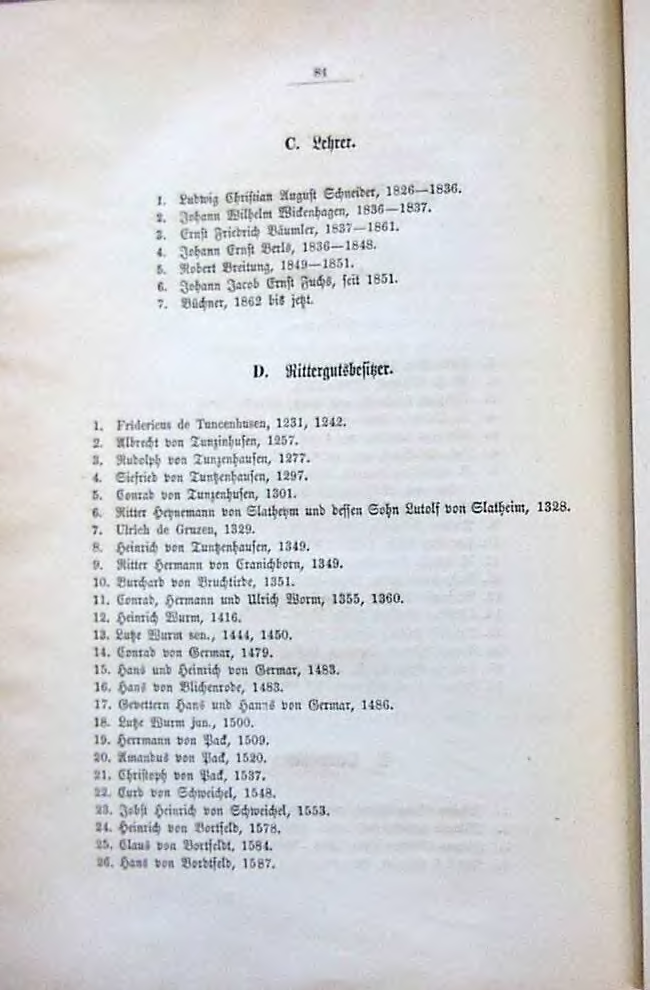 84
C. Lehrer.
1. Ludwig Christian August Schneider, 1826—1836.
2. Johann Wilhelm Wickenhagen, 1836—1837.
3. Ernst Friedrich Bäumler, 1837—1861.
4. Johann Ernst Berls, 1836—1848.
5. Robert Breitung, 1849—1851.
6. Johann Jacob Ernst Fuchs, seit 1851.
7. Büchner, 1862 bis jetzt.
D. Rittergutsbesitzer.
1. Fridericus de Tuncenhusen, 1231, 1242.
2. Albrecht von Tunzinhusen, 1257.
3. Rudolph von Tunzenhausen, 1277.
4. Siefried von Tuntzenhausen, 1297.
5. Conrad von Tunzenhusen, 1301.
6. Ritter Heynemann von Slatheym und dessen Sohn Lutolf von Slatheim, 1328.
7. Ulrich de Gruzen, 1329.
8. Heinrich von Tuntzenhausen, 1349.
9. Ritter Hermann von Cranichborn, 1349.
10. Burchard von Bruchtirde, 1351.
11. Conrad, Hermann und Ulrich Worm, 1355, 1360.
12. Heinrich Wurm, 1416.
13. Lutze Wurm sen., 1444, 1450.
14. Conrad von Germar, 1479.
15. Hans und Heinrich von Germar, 1483.
16. Hans von Blichenrode, 1483.
17. Gevettern Hans und Hanns von Germar, 1486.
18. Lutze Wurm jun., 1500.
19. Herrmann von Pack, 1509.
20. Amandus von Pack, 1520.
21. Christoph von Pack, 1537.
22. Curd von Schweichel, 1548.
23. Jobst Heinrich von Schweichel, 1553.
24. Heinrich von Bortfeld, 1578.
25. Claus von Bortfeldt, 1584.
26. Hans von Bordtfeld, 1587.